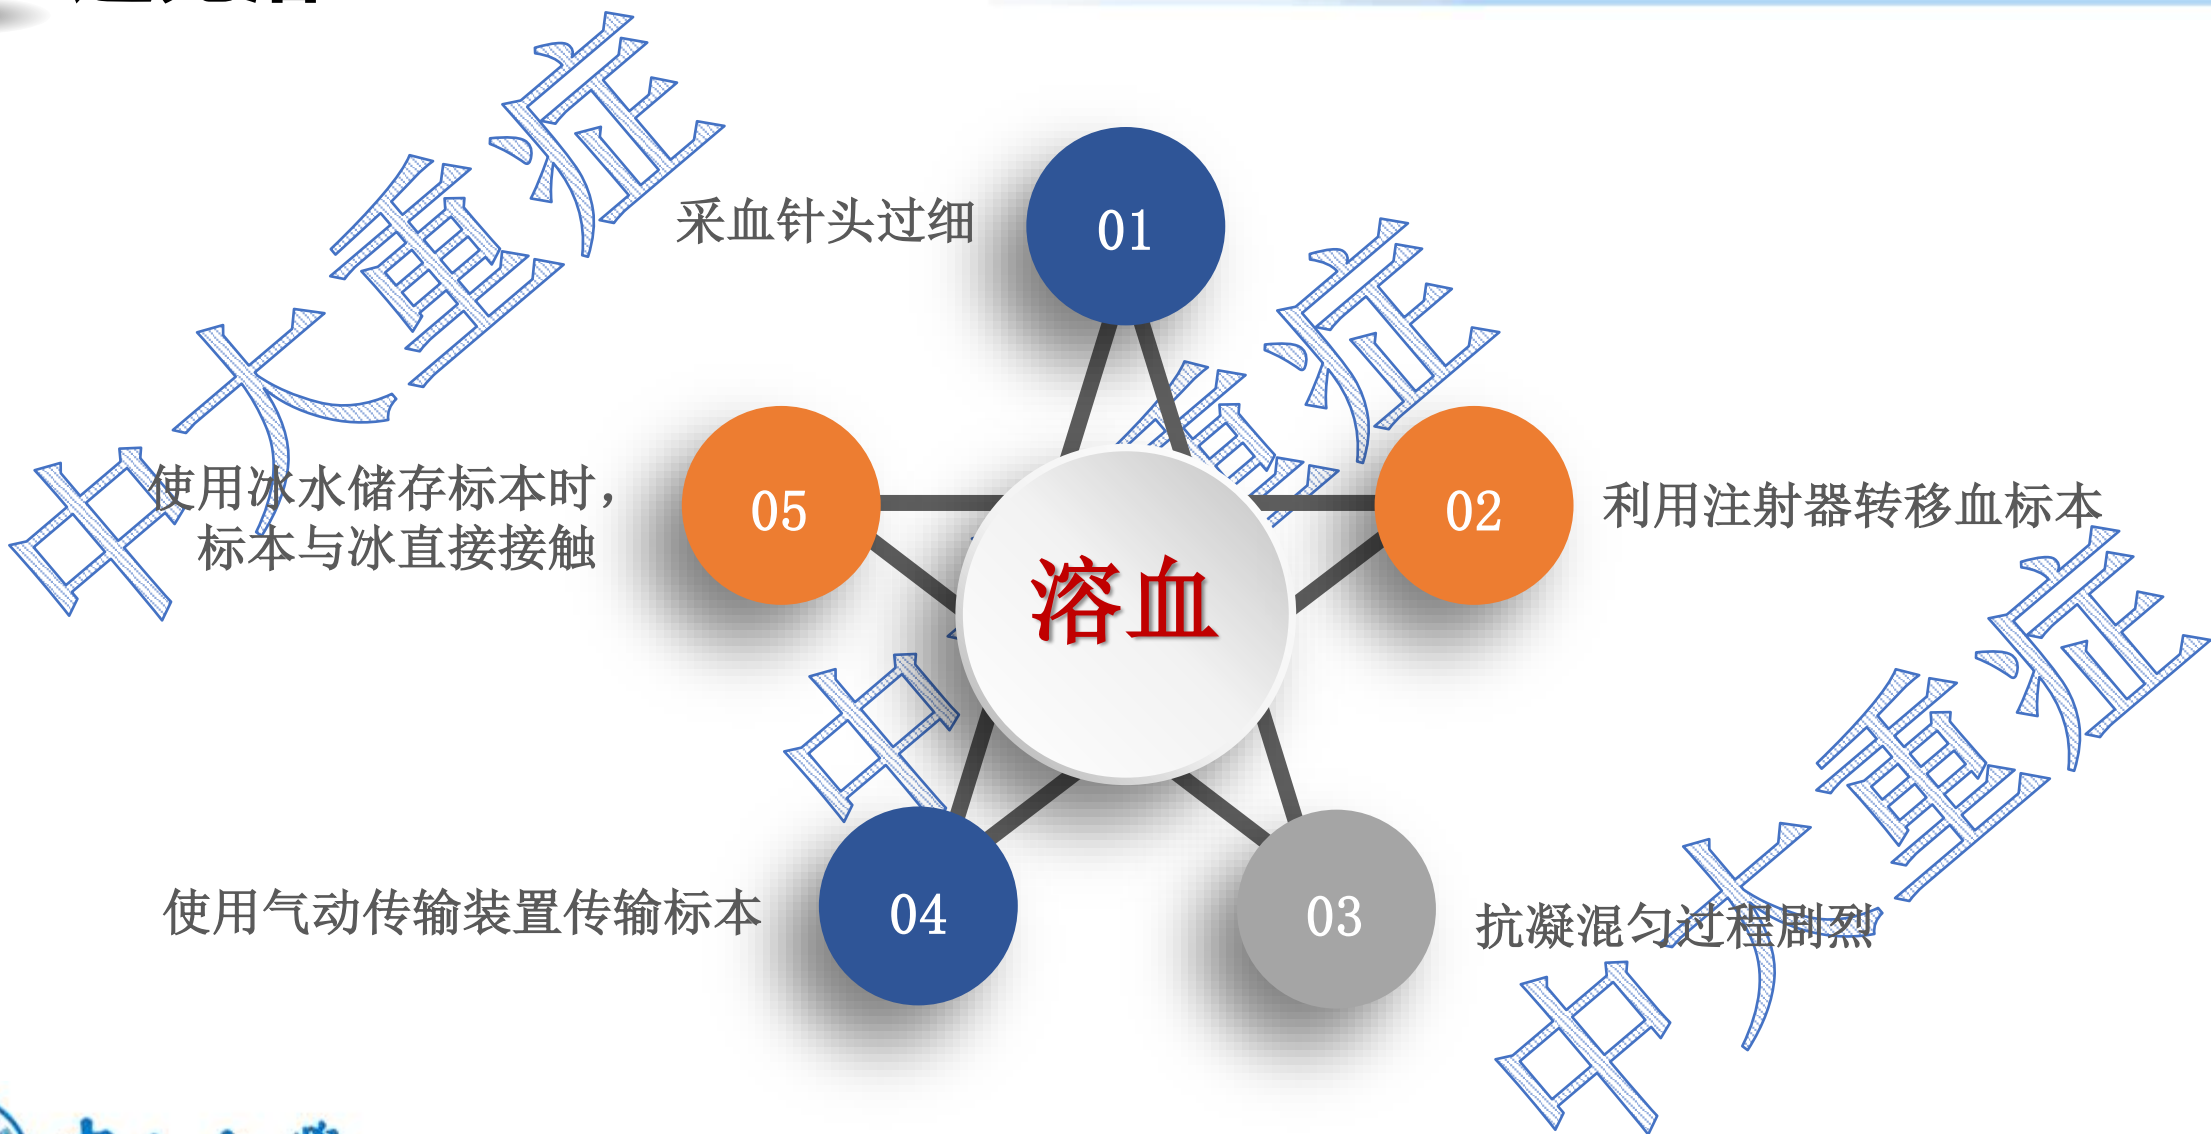 采血针头过细
01
使用冰水储存标本时，
标本与冰直接接触
05
02
利用注射器转移血标本
溶血
使用气动传输装置传输标本
04
03
抗凝混匀过程剧烈
中大重症
中大重症
中大重症